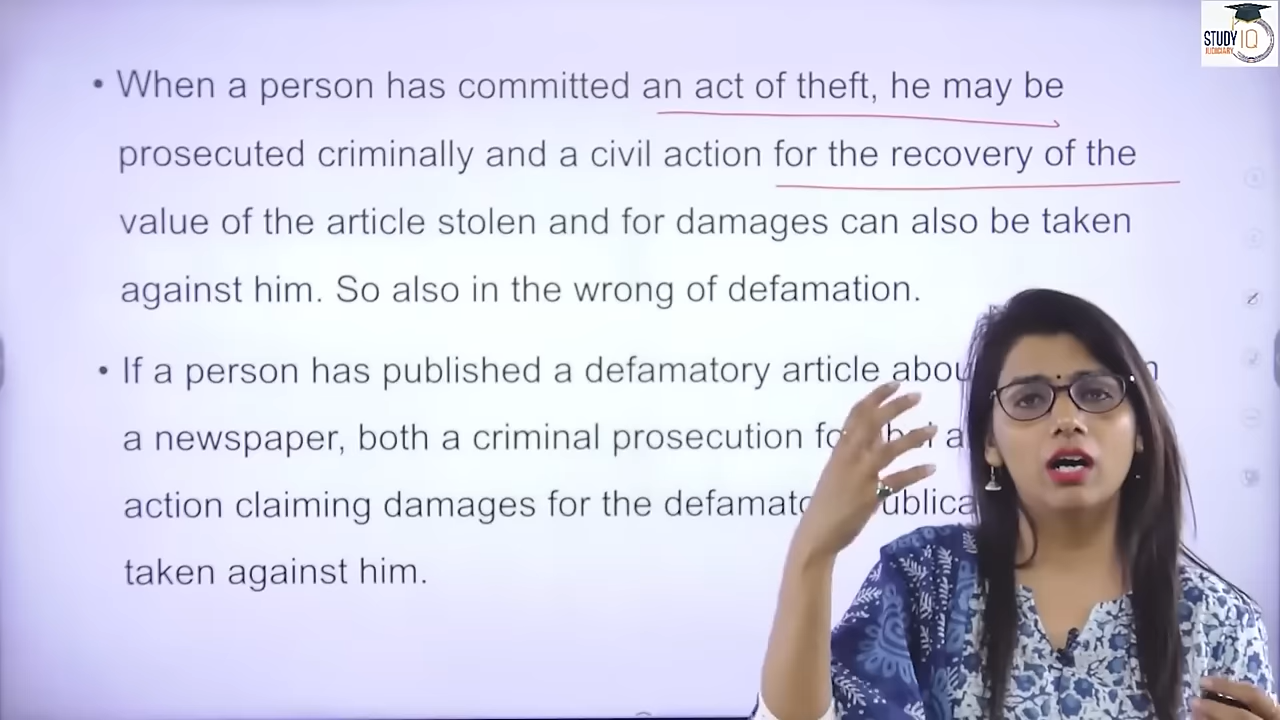 STUDY IQ
JUDICIARY
• When a person has committed an act of theft, he may be
prosecuted criminally and a civil action for the recovery of the
value of the article stolen and for damages can also be taken
against him. So also in the wrong of defamation.
• If a person has published a defamatory article
a newspaper, both a criminal prosecution
action claiming damages for the
taken against him.